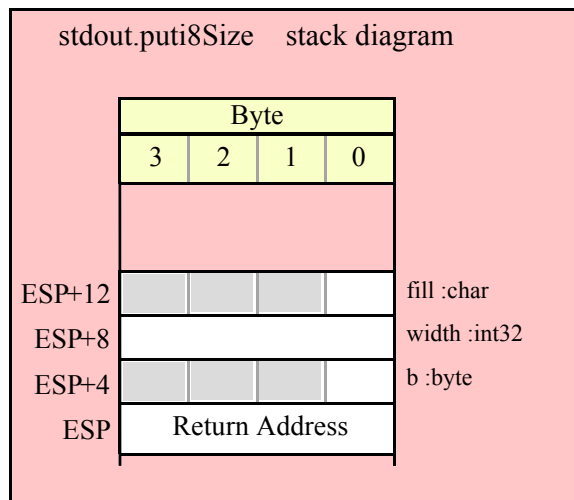 stdout.puti8Size stack diagram
Byte
3 2 1 0
ESP+12 fill :char
ESP+8 width :int32
ESP+4 b :byte
ESP Return Address